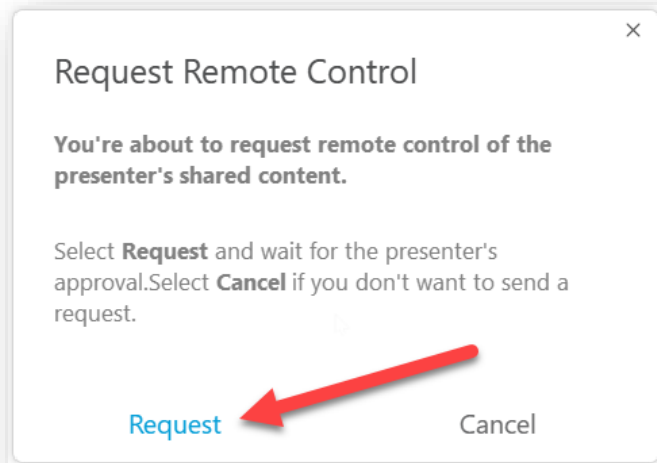 Request Remote Control
You're about to request remote control of the
presenter's shared content.
Select Request and wait for the presenter's
approval.Select Cancel if you don't want to send a
request.
Request
Cancel